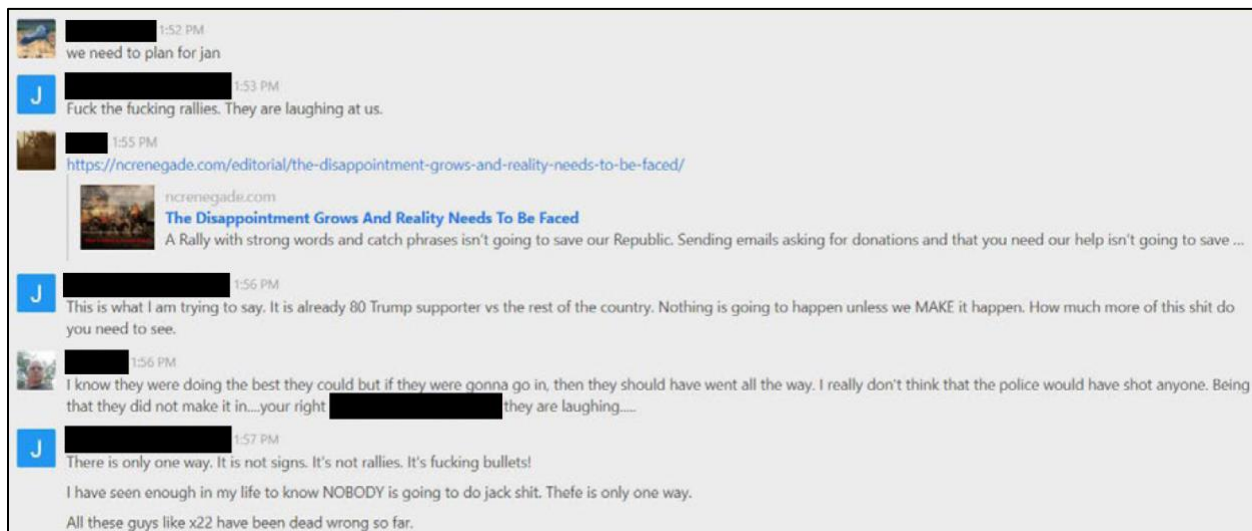 1:52 PM
we need to plan for jan
J
1:53 PM
Fuck the fucking rallies. They are laughing at us.
1:55 PM
https://ncrenegade.com/editorial/the-disappointment-grows-and-reality-needs-to-be-faced/
ncrenegade.com
The Disappointment Grows And Reality Needs To Be Faced
A Rally with strong words and catch phrases isn't going to save our Republic. Sending emails asking for donations and that you need our help isn't going to save ...
J
1:56 PM
This is what I am trying to say. It is already 80 Trump supporter vs the rest of the country. Nothing is going to happen unless we MAKE it happen. How much more of this shit do
you need to see.
1:56 PM
I know they were doing the best they could but if they were gonna go in, then they should have went all the way. I really don't think that the police would have shot anyone. Being
that they did not make it in....your right they are laughing.....
J
1:57 PM
There is only one way. It is not signs. It's not rallies. It's fucking bullets!
I have seen enough in my life to know NOBODY is going to do jack shit. Thefe is only one way.
All these guys like x22 have been dead wrong so far.